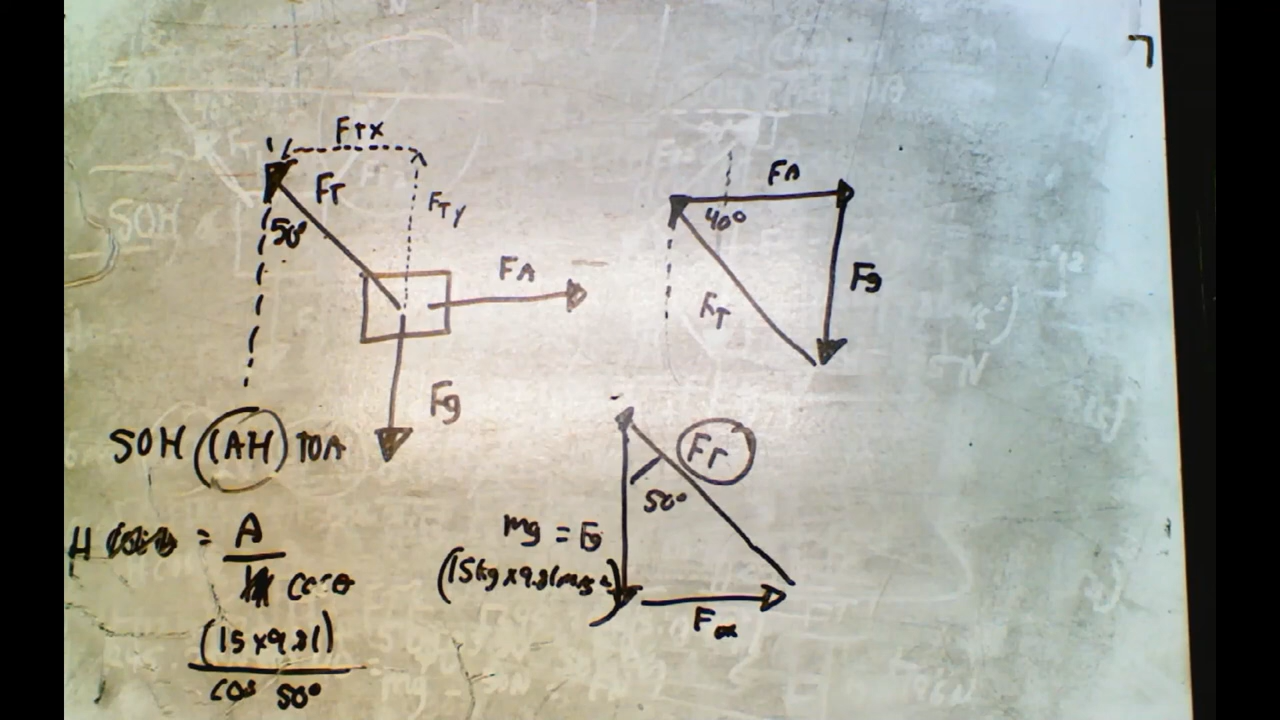 FTX
FT
FTy
50°
FA
Fg
FA
40°
Fg
FT
SOH CAH TOA
FT
50°
mg = Fg
(15kg x 9.81 m/s²)
H = A
cos θ
(15 x 9.81)
cos 50°